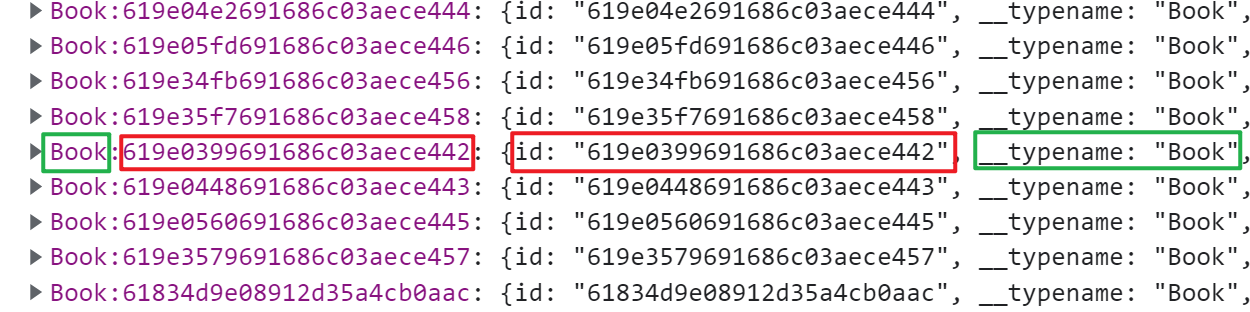 Book:619e04e2691686c03aece444: {id: "619e04e2691686c03aece444", __typename: "Book",
Book:619e05fd691686c03aece446: {id: "619e05fd691686c03aece446", __typename: "Book",
Book:619e34fb691686c03aece456: {id: "619e34fb691686c03aece456", __typename: "Book",
Book:619e35f7691686c03aece458: {id: "619e35f7691686c03aece458", __typename: "Book",
Book:619e0399691686c03aece442: {id: "619e0399691686c03aece442", __typename: "Book",
Book:619e0448691686c03aece443: {id: "619e0448691686c03aece443", __typename: "Book",
Book:619e0560691686c03aece445: {id: "619e0560691686c03aece445", __typename: "Book",
Book:619e3579691686c03aece457: {id: "619e3579691686c03aece457", __typename: "Book",
Book:61834d9e08912d35a4cb0aac: {id: "61834d9e08912d35a4cb0aac", __typename: "Book",